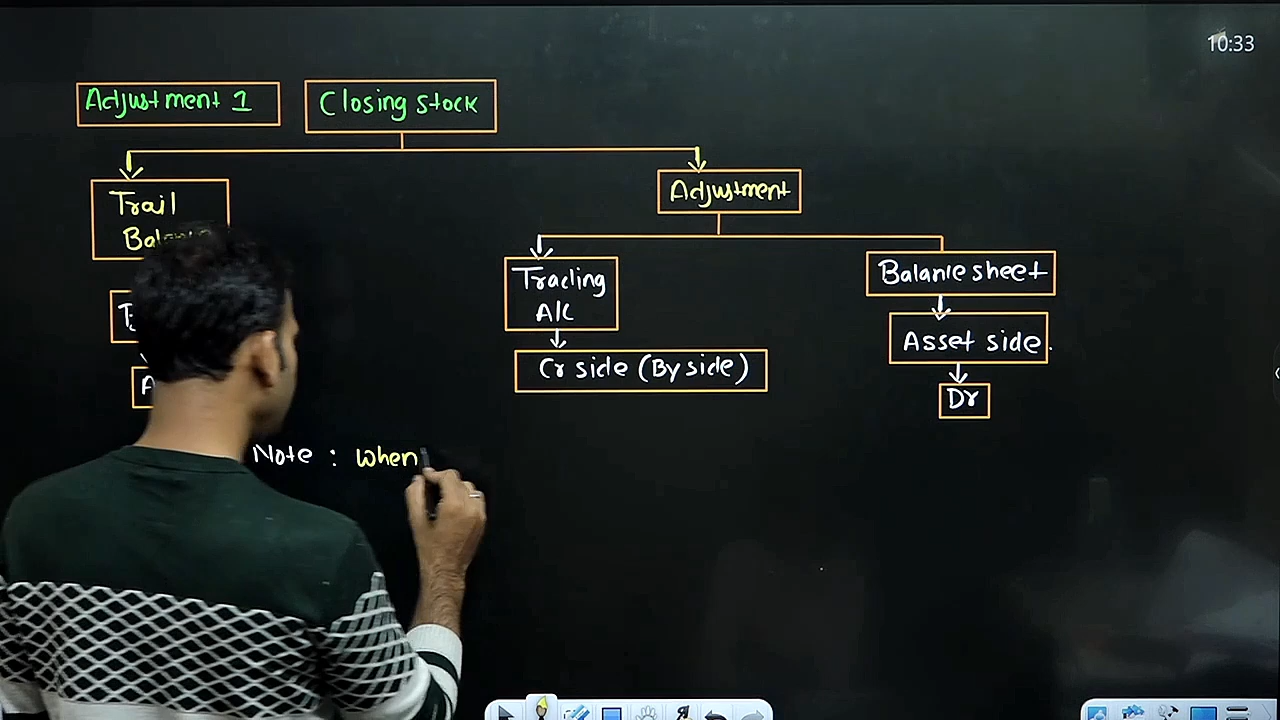 10:33
Adjustment 1
Closing stock
Trail
Adjustment
Trading
A/C
Cr side (By side)
Balance sheet
Asset side.
Dr
Note : When